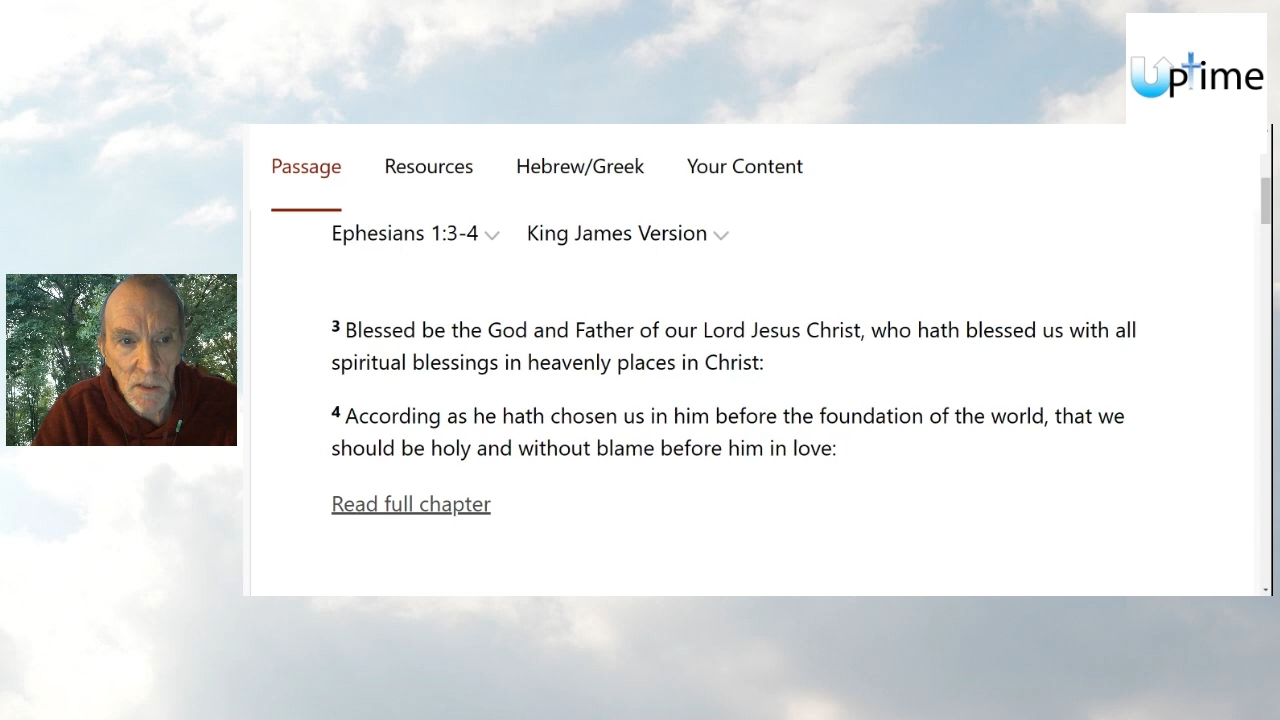 Uptime
Passage Resources Hebrew/Greek Your Content
Ephesians 1:3-4 King James Version
3 Blessed be the God and Father of our Lord Jesus Christ, who hath blessed us with all
spiritual blessings in heavenly places in Christ:
4 According as he hath chosen us in him before the foundation of the world, that we
should be holy and without blame before him in love:
Read full chapter